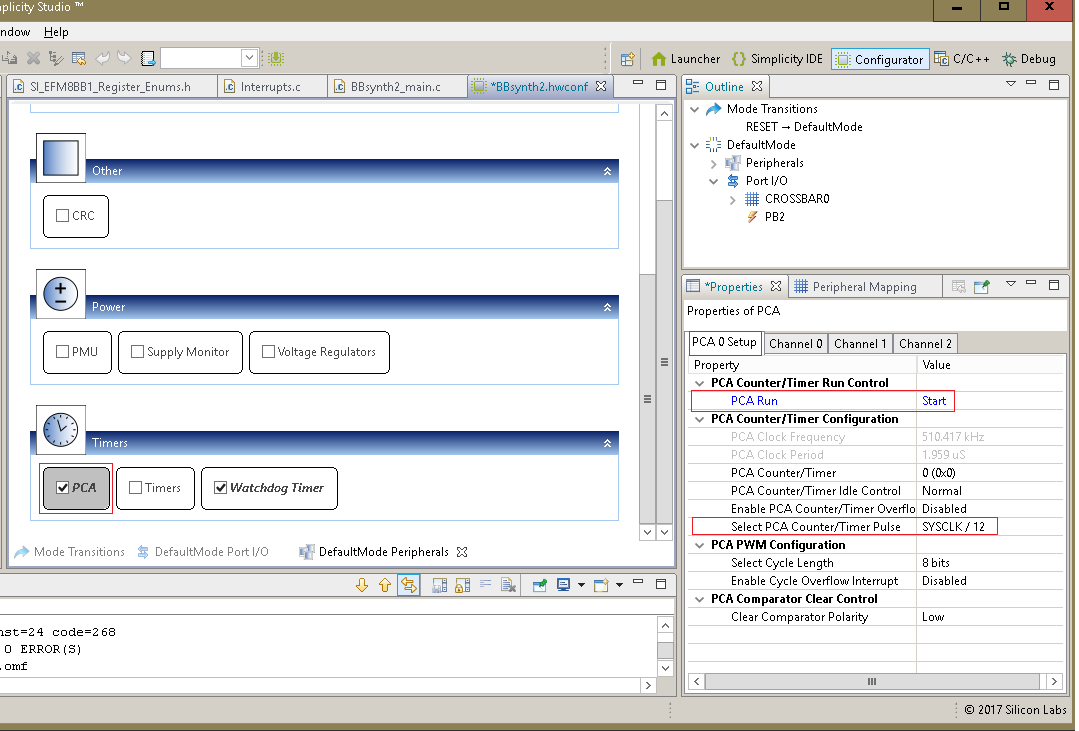 plicity Studio ™
ndow Help
Launcher Simplicity IDE Configurator C/C++ Debug
SI_EFM8BB1_Register_Enums.h Interrupts.c BBsynth2_main.c *BBsynth2.hwconf
Other
CRC
Power
PMU Supply Monitor Voltage Regulators
Timers
PCA Timers Watchdog Timer
Mode Transitions DefaultMode Port I/O DefaultMode Peripherals
nst=24 code=268
0 ERROR(S)
.omf
Outline
Mode Transitions
RESET → DefaultMode
DefaultMode
Peripherals
Port I/O
CROSSBAR0
PB2
*Properties Peripheral Mapping
Properties of PCA
PCA 0 Setup Channel 0 Channel 1 Channel 2
Property Value
PCA Counter/Timer Run Control
PCA Run Start
PCA Counter/Timer Configuration
PCA Clock Frequency 510.417 kHz
PCA Clock Period 1.959 uS
PCA Counter/Timer 0 (0x0)
PCA Counter/Timer Idle Control Normal
Enable PCA Counter/Timer Overflo Disabled
Select PCA Counter/Timer Pulse SYSCLK / 12
PCA PWM Configuration
Select Cycle Length 8 bits
Enable Cycle Overflow Interrupt Disabled
PCA Comparator Clear Control
Clear Comparator Polarity Low
© 2017 Silicon Labs